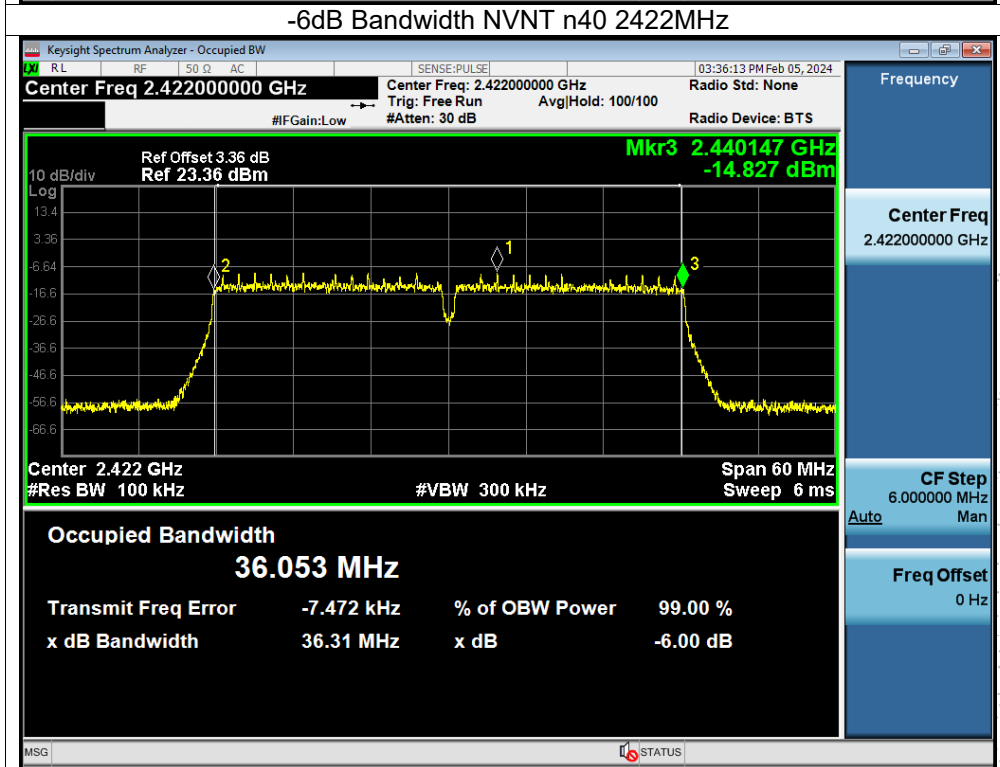 -6dB Bandwidth NVNT n40 2422MHz
Keysight Spectrum Analyzer - Occupied BW
LXI RL RF 50 Ω AC SENSE:PULSE 03:36:13 PM Feb 05, 2024
Center Freq 2.422000000 GHz
Center Freq: 2.422000000 GHz Radio Std: None
Trig: Free Run Avg|Hold: 100/100
#IFGain:Low #Atten: 30 dB Radio Device: BTS
Mkr3 2.440147 GHz
-14.827 dBm
Ref Offset 3.36 dB
10 dB/div Ref 23.36 dBm
Log
13.4
3.36
-6.64
-16.6
-26.6
-36.6
-46.6
-56.6
-66.6
1
2
3
Center 2.422 GHz Span 60 MHz
#Res BW 100 kHz #VBW 300 kHz Sweep 6 ms
Occupied Bandwidth
36.053 MHz
Transmit Freq Error -7.472 kHz % of OBW Power 99.00 %
x dB Bandwidth 36.31 MHz x dB -6.00 dB
Frequency
Center Freq
2.422000000 GHz
CF Step
6.000000 MHz
Auto Man
Freq Offset
0 Hz
MSG STATUS